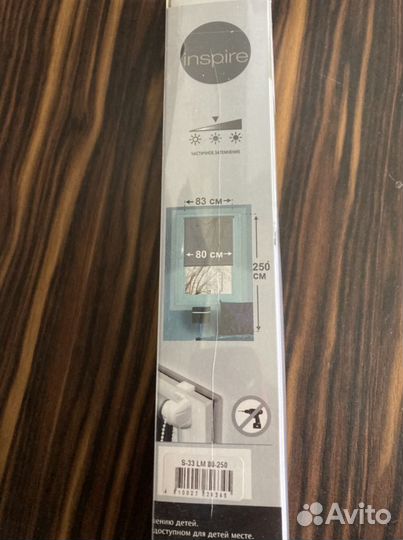 inspire
ЧАСТИЧНОЕ ЗАТЕМНЕНИЕ
83 см
80 см
250
см
S-33 LM 80-250
ению детей.
доступном для детей месте.
Avito